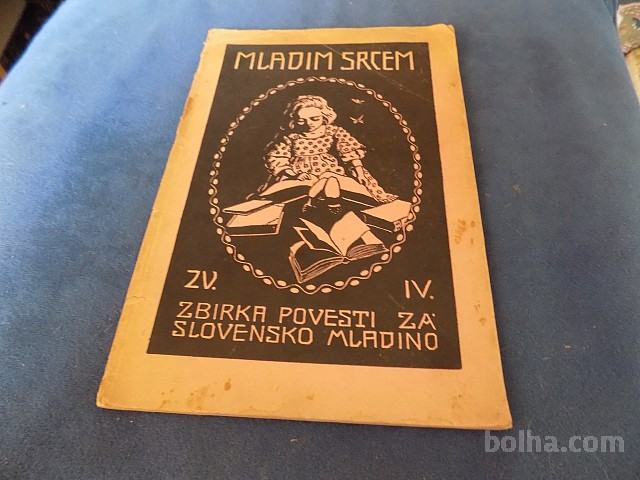 MLADIM SRCEM
ZV. IV.
ZBIRKA POVESTI ZA
SLOVENSKO MLADINO
bolha.com